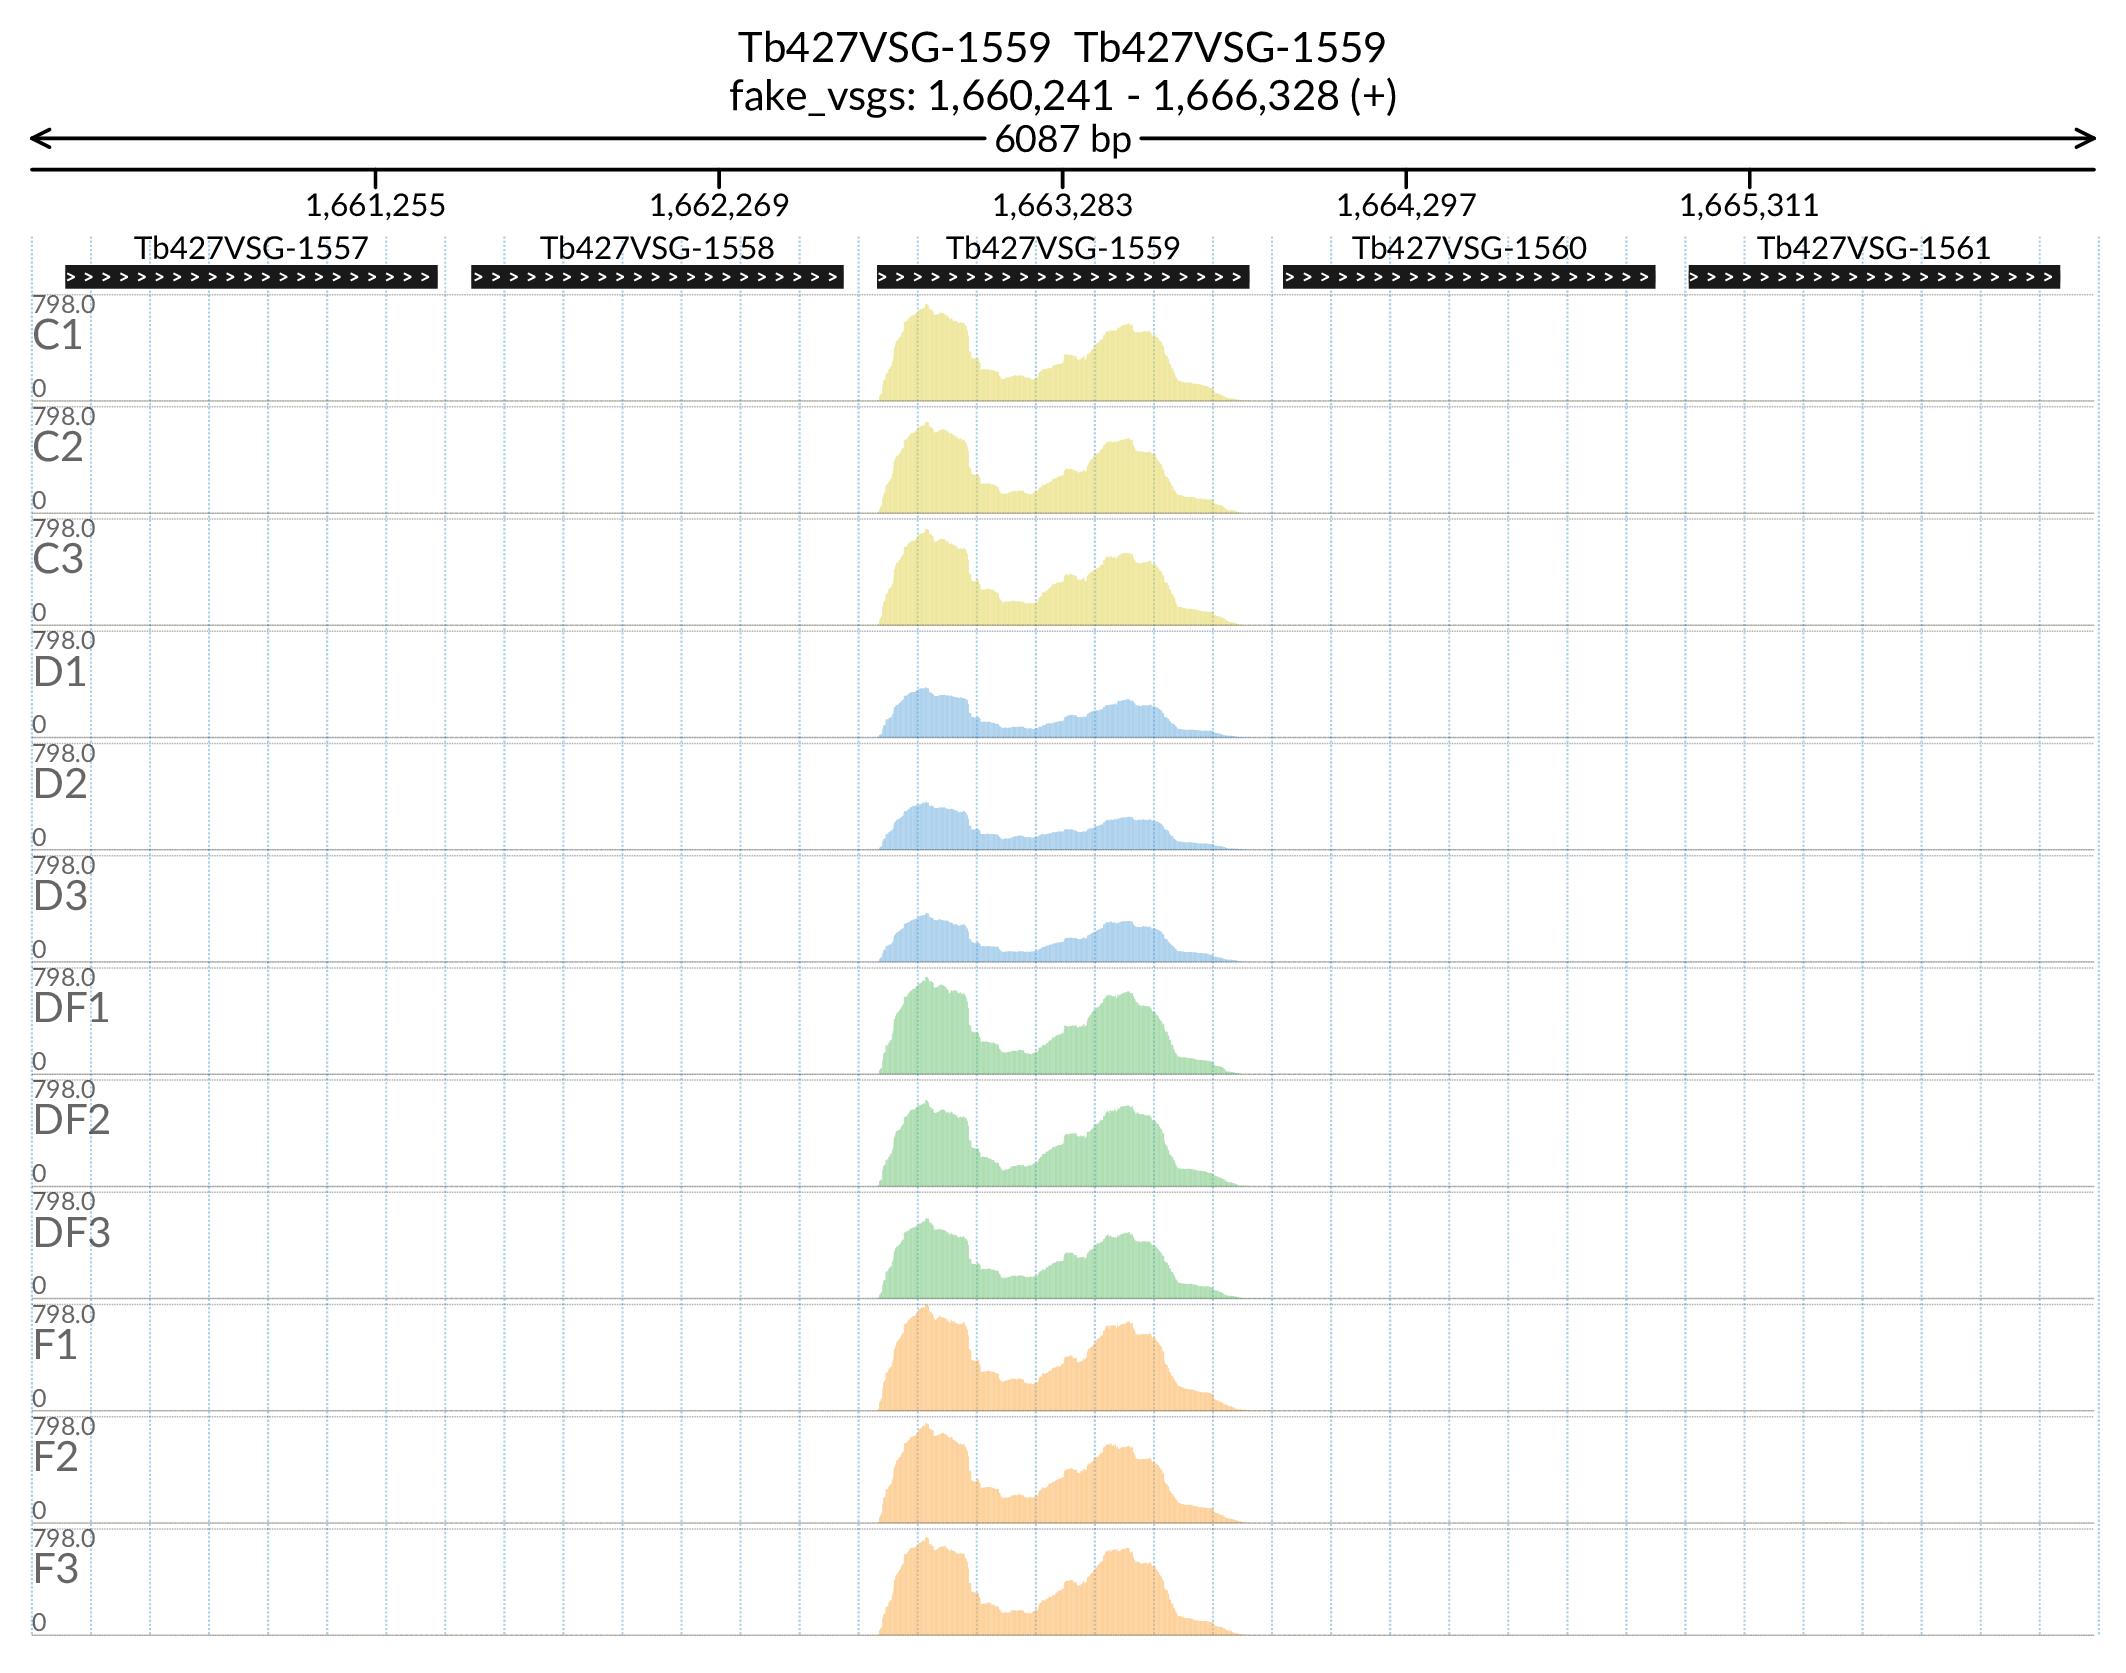 Tb427VSG-1559 Tb427VSG-1559
fake_vsgs: 1,660,241 - 1,666,328 (+)
6087 bp
1,661,255 1,662,269 1,663,283 1,664,297 1,665,311
Tb427VSG-1557 Tb427VSG-1558 Tb427VSG-1559 Tb427VSG-1560 Tb427VSG-1561
798.0
C1
0
798.0
C2
0
798.0
C3
0
798.0
D1
0
798.0
D2
0
798.0
D3
0
798.0
DF1
0
798.0
DF2
0
798.0
DF3
0
798.0
F1
0
798.0
F2
0
798.0
F3
0